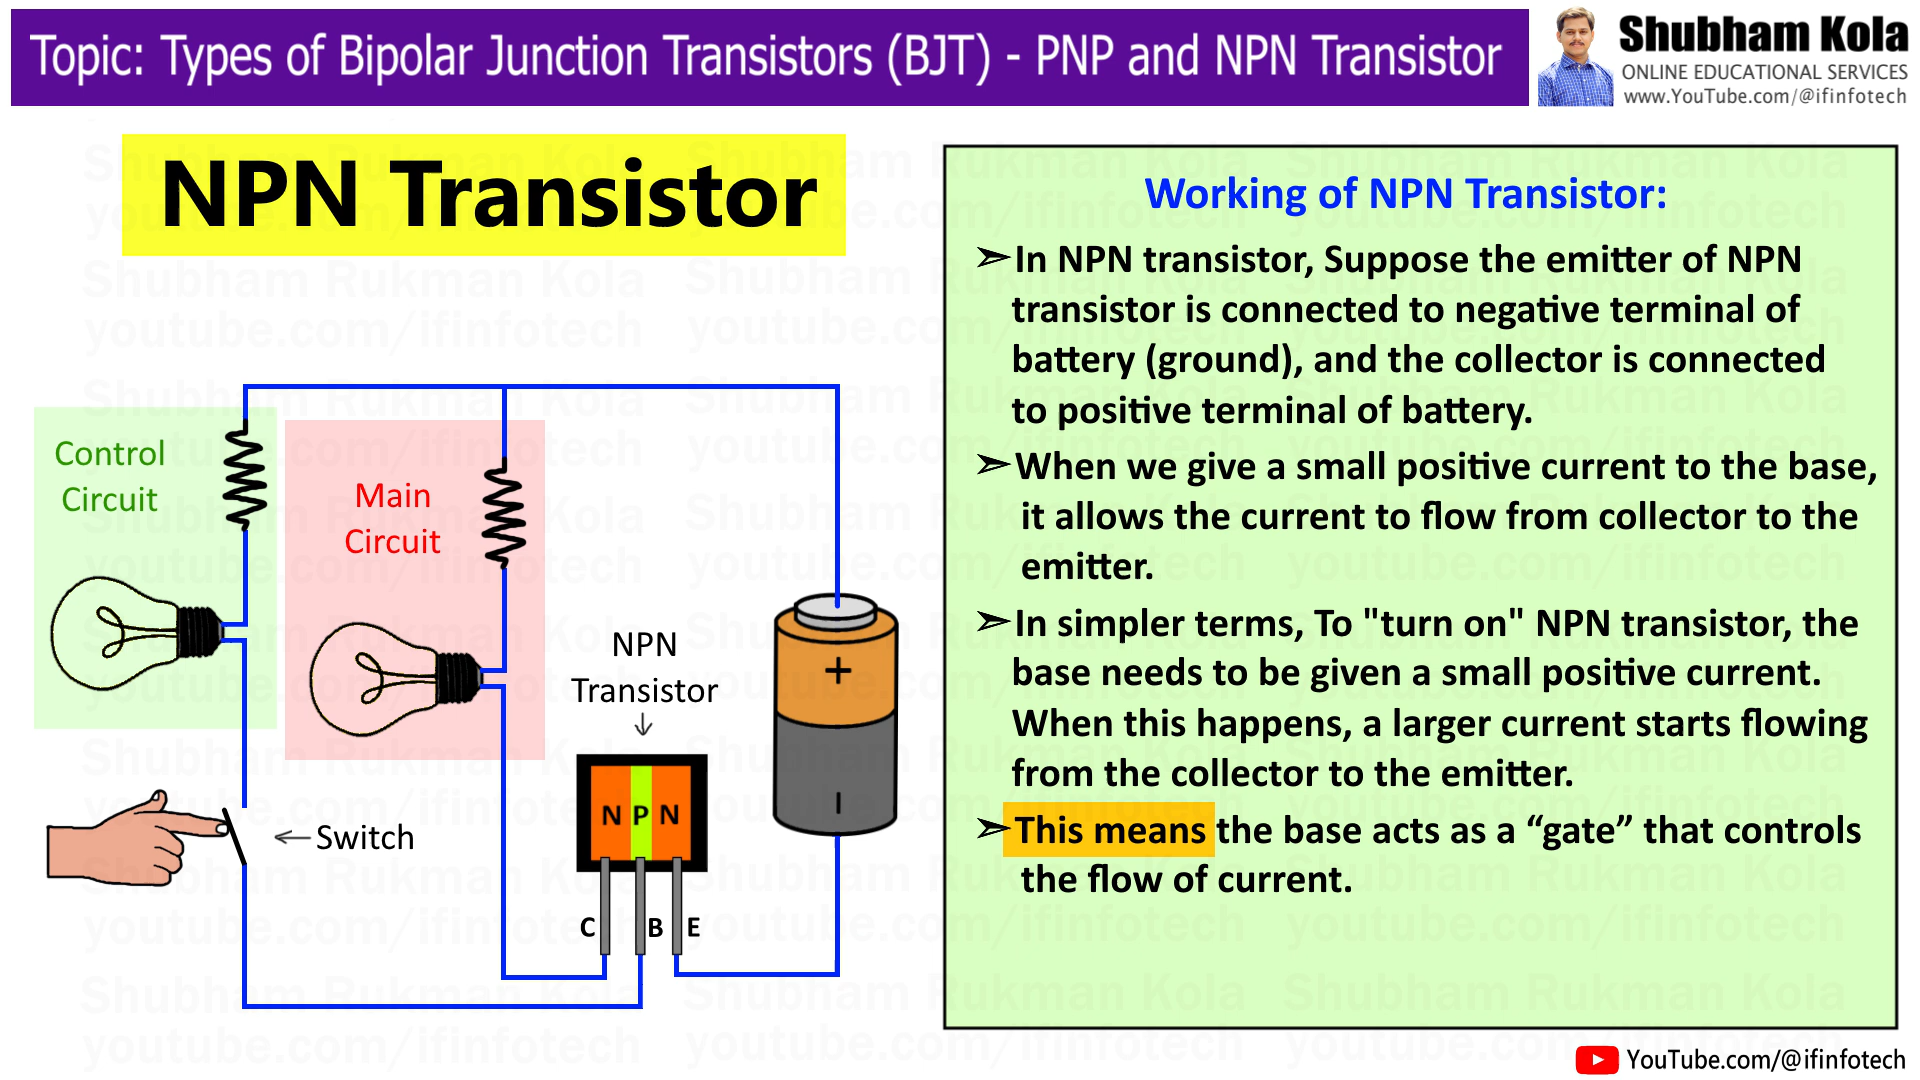 Topic: Types of Bipolar Junction Transistors (BJT) - PNP and NPN Transistor
Shubham Kola
ONLINE EDUCATIONAL SERVICES
www.YouTube.com/@ifinfotech
NPN Transistor
Control
Circuit
Main
Circuit
NPN
Transistor
+
N P N
Switch
C B E
Working of NPN Transistor:
➢In NPN transistor, Suppose the emitter of NPN
transistor is connected to negative terminal of
battery (ground), and the collector is connected
to positive terminal of battery.
➢When we give a small positive current to the base,
it allows the current to flow from collector to the
emitter.
➢In simpler terms, To "turn on" NPN transistor, the
base needs to be given a small positive current.
When this happens, a larger current starts flowing
from the collector to the emitter.
➢This means the base acts as a “gate” that controls
the flow of current.
YouTube.com/@ifinfotech
Shubham Rukman Kola
youtube.com/ifinfotech